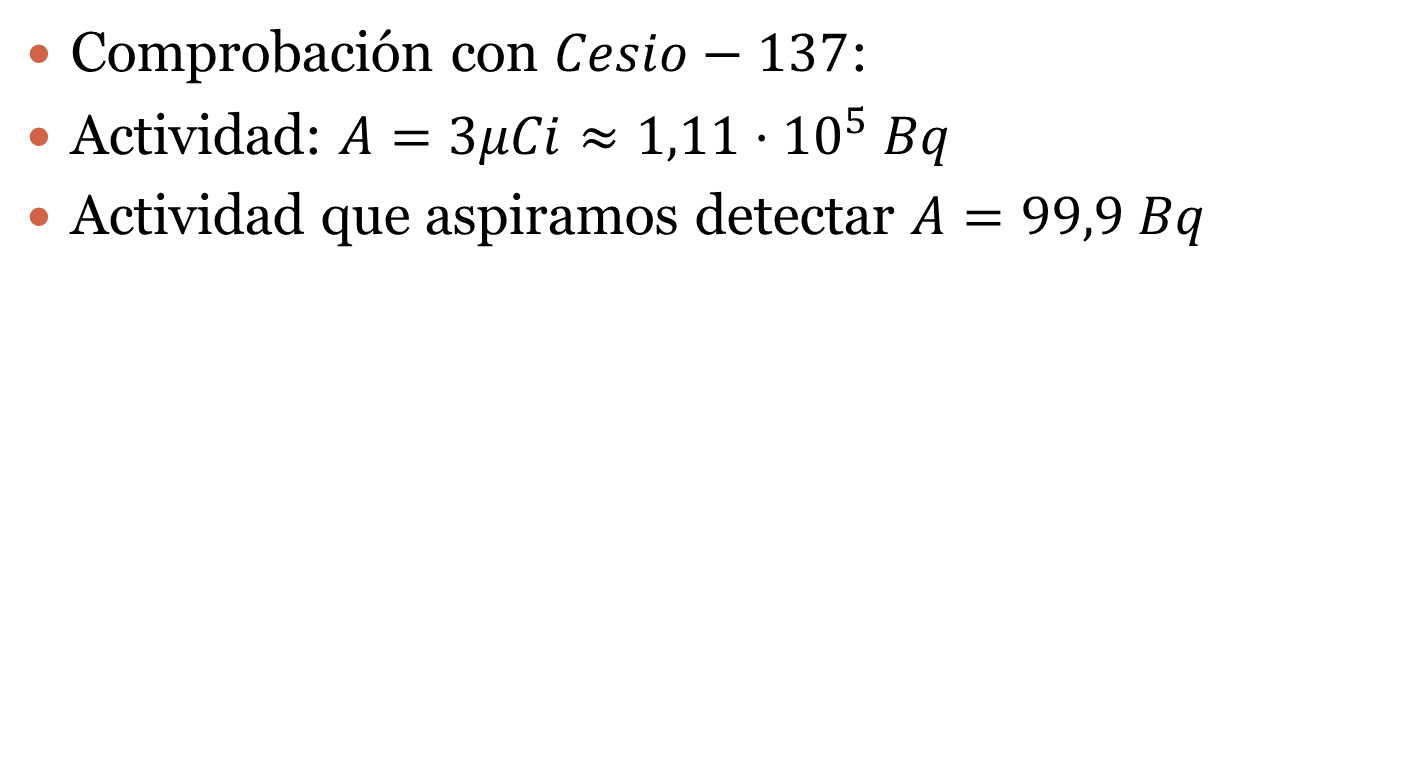 • Comprobación con Cesio − 137:
• Actividad: A = 3μCi ≈ 1,11 · 10⁵ Bq
• Actividad que aspiramos detectar A = 99,9 Bq